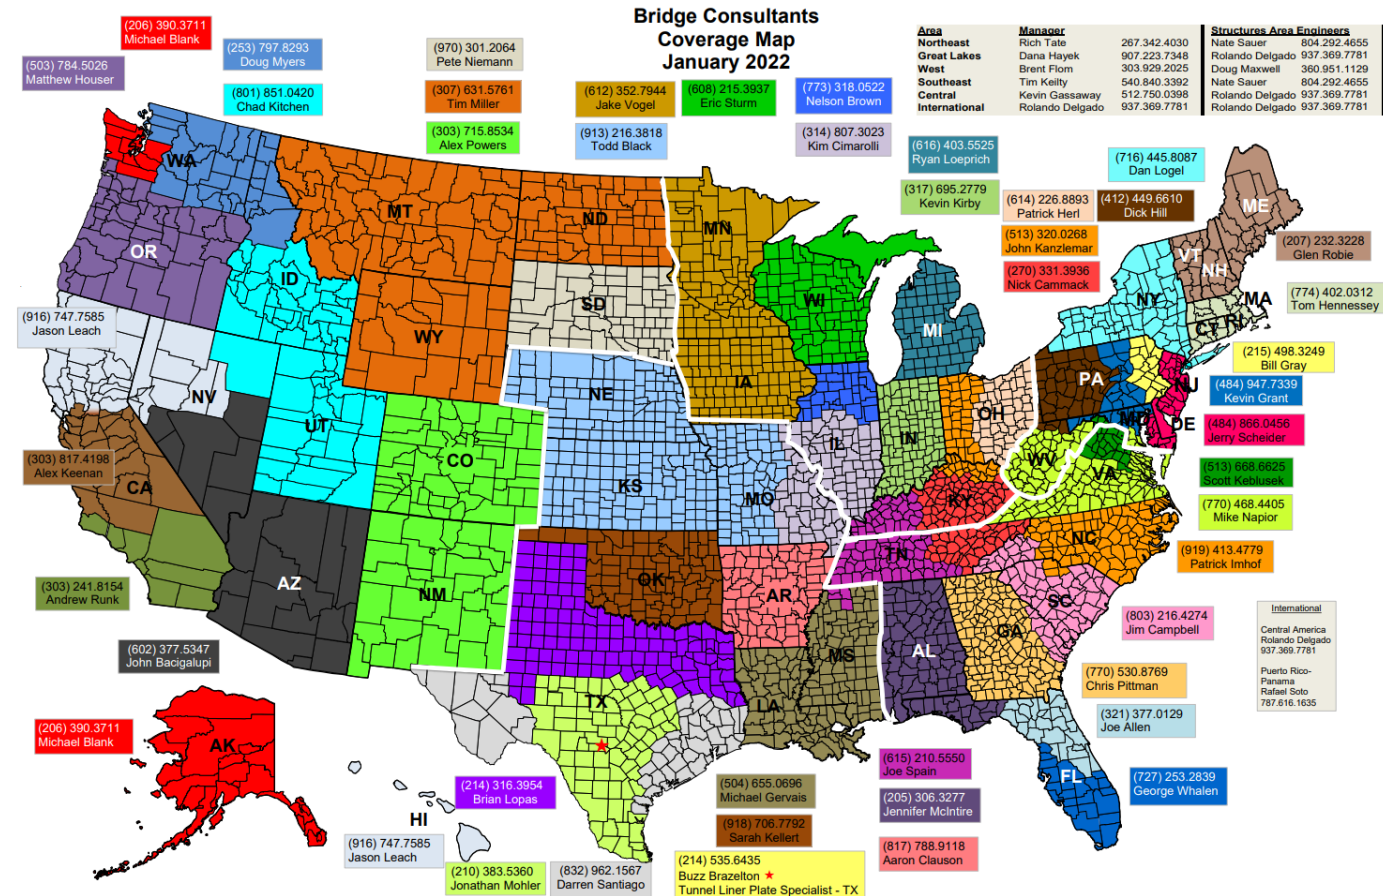 Bridge Consultants
Coverage Map
January 2022
Area Manager Structures Area Engineers
Northeast Rich Tate 267.342.4030 Nate Sauer 804.292.4655
Great Lakes Dana Hayek 907.223.7348 Rolando Delgado 937.369.7781
West Brent Flom 303.929.2025 Doug Maxwell 360.951.1129
Southeast Tim Keilty 540.840.3392 Nate Sauer 804.292.4655
Central Kevin Gassaway 512.750.0398 Rolando Delgado 937.369.7781
International Rolando Delgado 937.369.7781 Rolando Delgado 937.369.7781
(206) 390.3711
Michael Blank
(503) 784.5026
Matthew Houser
(253) 797.8293
Doug Myers
(801) 851.0420
Chad Kitchen
(970) 301.2064
Pete Niemann
(307) 631.5761
Tim Miller
(303) 715.8534
Alex Powers
(612) 352.7944
Jake Vogel
(913) 216.3818
Todd Black
(608) 215.3937
Eric Sturm
(773) 318.0522
Nelson Brown
(314) 807.3023
Kim Cimarolli
(616) 403.5525
Ryan Loeprich
(317) 695.2779
Kevin Kirby
(614) 226.8893
Patrick Herl
(513) 320.0268
John Kanzlemar
(270) 331.3936
Nick Cammack
(716) 445.8087
Dan Logel
(412) 449.6610
Dick Hill
(207) 232.3228
Glen Robie
(774) 402.0312
Tom Hennessey
(215) 498.3249
Bill Gray
(484) 947.7339
Kevin Grant
(484) 866.0456
Jerry Scheider
(513) 668.6625
Scott Kebiusek
(770) 468.4405
Mike Napior
(919) 413.4779
Patrick Imhof
(803) 216.4274
Jim Campbell
(770) 530.8769
Chris Pittman
(321) 377.0129
Joe Allen
(727) 253.2839
George Whalen
International
Central America
Rolando Delgado
937.369.7781
Puerto Rico-
Panama
Rafael Soto
787.616.1635
(916) 747.7585
Jason Leach
(303) 817.4198
Alex Keenan
(303) 241.8154
Andrew Runk
(602) 377.5347
John Bacigalupi
(206) 390.3711
Michael Blank
(916) 747.7585
Jason Leach
(214) 316.3954
Brian Lopas
(210) 383.5360
Jonathan Mohler
(832) 962.1567
Darren Santiago
(504) 655.0696
Michael Gervais
(918) 706.7792
Sarah Kellert
(214) 535.6435
Buzz Brazelton
Tunnel Liner Plate Specialist - TX
(615) 210.5550
Joe Spain
(205) 306.3277
Jennifer McIntire
(817) 788.9118
Aaron Clauson
WA
OR
ID
MT
ND
SD
WY
NV
UT
CA
AZ
CO
NM
NE
KS
OK
TX
MN
IA
MO
AR
LA
WI
IL
MI
IN
OH
KY
TN
MS
AL
GA
FL
SC
NC
VA
WV
PA
NY
VT
NH
ME
MA
CT
RI
NJ
DE
MD
AK
HI